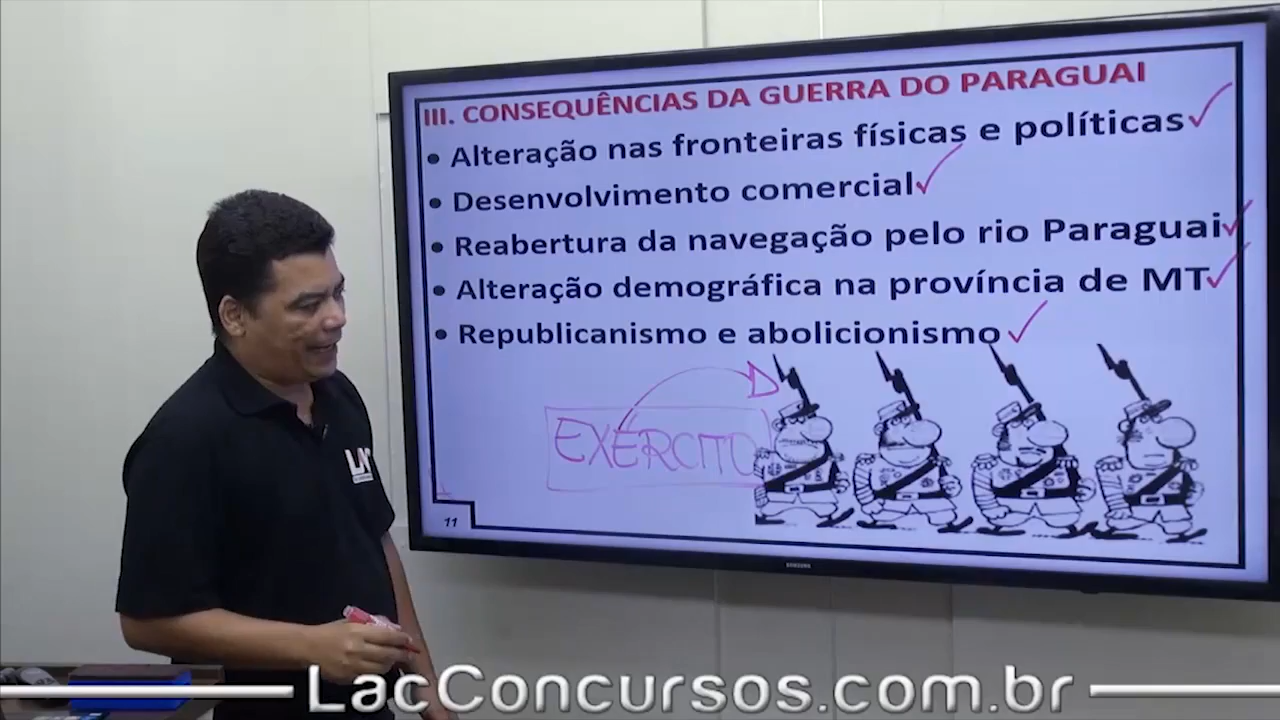 III. CONSEQUÊNCIAS DA GUERRA DO PARAGUAI
• Alteração nas fronteiras físicas e políticas
• Desenvolvimento comercial
• Reabertura da navegação pelo rio Paraguai
• Alteração demográfica na província de MT
• Republicanismo e abolicionismo
EXÉRCITO
11
SAMSUNG
LacConcursos.com.br